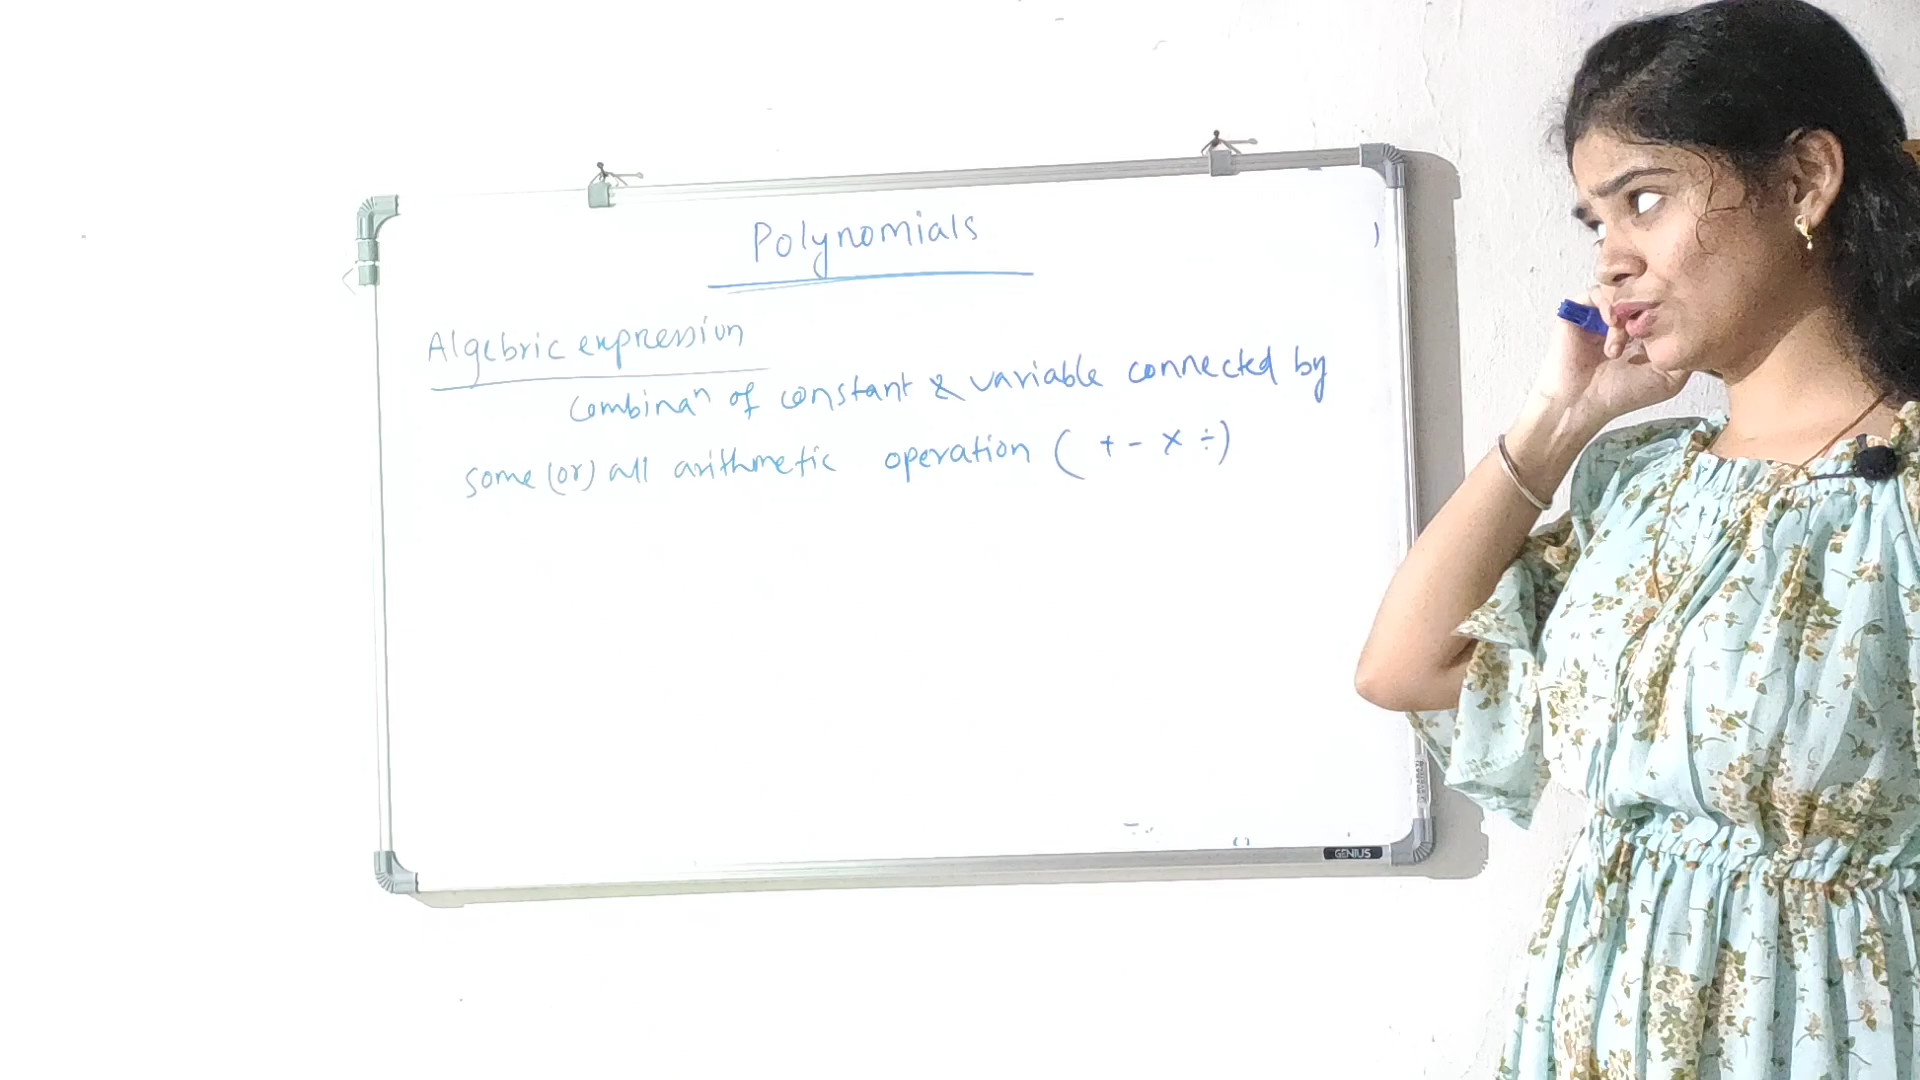 Polynomials
Algebric expression
Combinaⁿ of constant & variable connected by
some (or) all arithmetic operation ( + - × ÷)
GENIUS